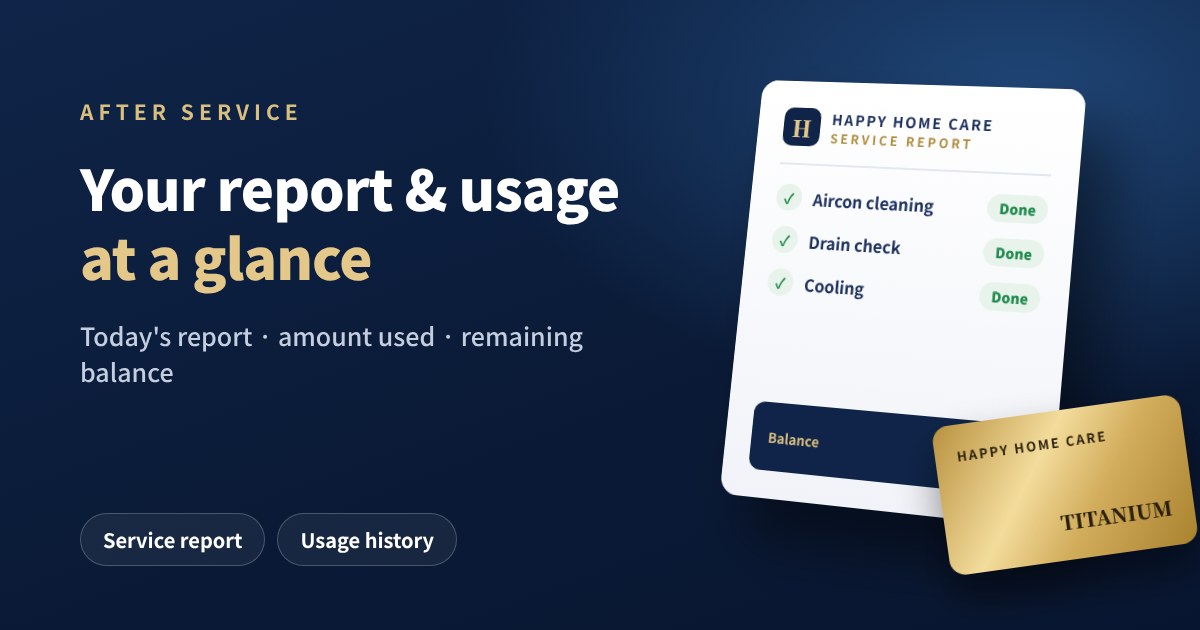 AFTER SERVICE
Your report & usage
at a glance
Today's report · amount used · remaining
balance
Service report
Usage history
H
HAPPY HOME CARE
SERVICE REPORT
✓ Aircon cleaning Done
✓ Drain check Done
✓ Cooling Done
Balance
HAPPY HOME CARE
TITANIUM